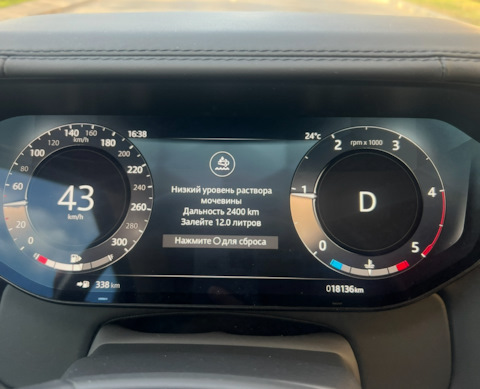 140 160
120 km/h 180
100
80 200
60 220
40 240
20 260
0 280
300
43
km/h
338 km
16:38
Низкий уровень раствора
мочевины
Дальность 2400 km
Залейте 12.0 литров
Нажмите для сброса
24°c
rpm x 1000
0 1 2 3 4 5
D
018136km